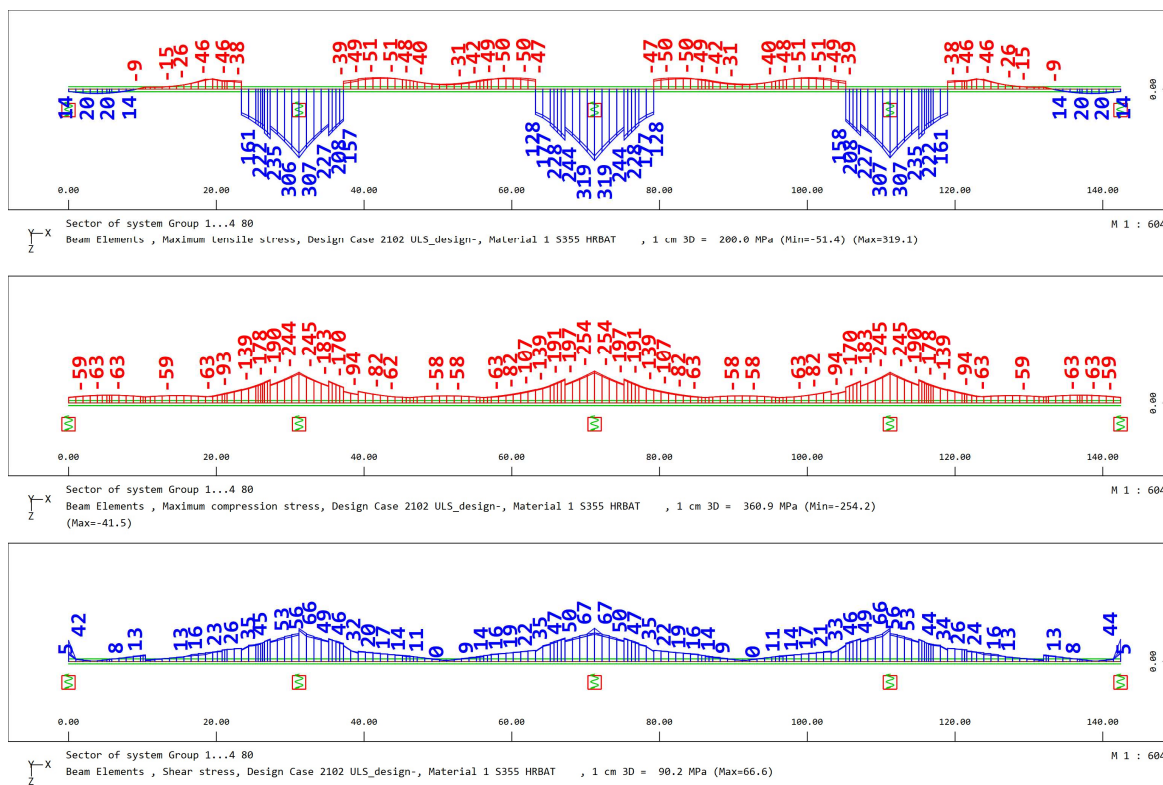 -9 -15 -26 -46 -46 -38 -39 -49 -51 -51 -48 -40 -31 -42 -49 -50 -50 -47 -47 -50 -50 -49 -42 -31 -40 -48 -51 -51 -49 -39 -38 -46 -46 -26 -15 -9
14 20 20 14 161 222 225 235 306 307 227 208 157 128 177 228 244 319 319 244 228 177 128 158 208 227 307 307 235 222 161 14 20 20 14
0.00
0.00 20.00 40.00 60.00 80.00 100.00 120.00 140.00
Y X Z
Sector of system Group 1...4 80 M 1 : 604
Beam Elements , Maximum tensile stress, Design Case 2102 ULS_design-, Material 1 S355 HRBAT , 1 cm 3D = 200.0 MPa (Min=-51.4) (Max=319.1)
-59 -63 -63 -59 -63 -93 -139 -178 -190 -244 -245 -183 -170 -94 -82 -62 -58 -58 -63 -82 -107 -139 -191 -197 -254 -254 -197 -191 -139 -107 -82 -63 -58 -58 -63 -82 -94 -170 -183 -245 -245 -190 -178 -139 -94 -63 -59 -63 -63 -59
0.00
0.00 20.00 40.00 60.00 80.00 100.00 120.00 140.00
Y X Z
Sector of system Group 1...4 80 M 1 : 604
Beam Elements , Maximum compression stress, Design Case 2102 ULS_design-, Material 1 S355 HRBAT , 1 cm 3D = 360.9 MPa (Min=-254.2)
(Max=-41.5)
5 42 8 13 13 16 23 26 35 45 53 56 66 49 46 32 20 17 14 11 0 9 14 16 19 22 35 47 50 67 67 50 47 35 22 19 16 14 9 0 11 14 17 21 33 46 49 66 56 53 44 34 26 24 16 13 13 8 44 5
0.00
0.00 20.00 40.00 60.00 80.00 100.00 120.00 140.00
Y X Z
Sector of system Group 1...4 80 M 1 : 604
Beam Elements , Shear stress, Design Case 2102 ULS_design-, Material 1 S355 HRBAT , 1 cm 3D = 90.2 MPa (Max=66.6)